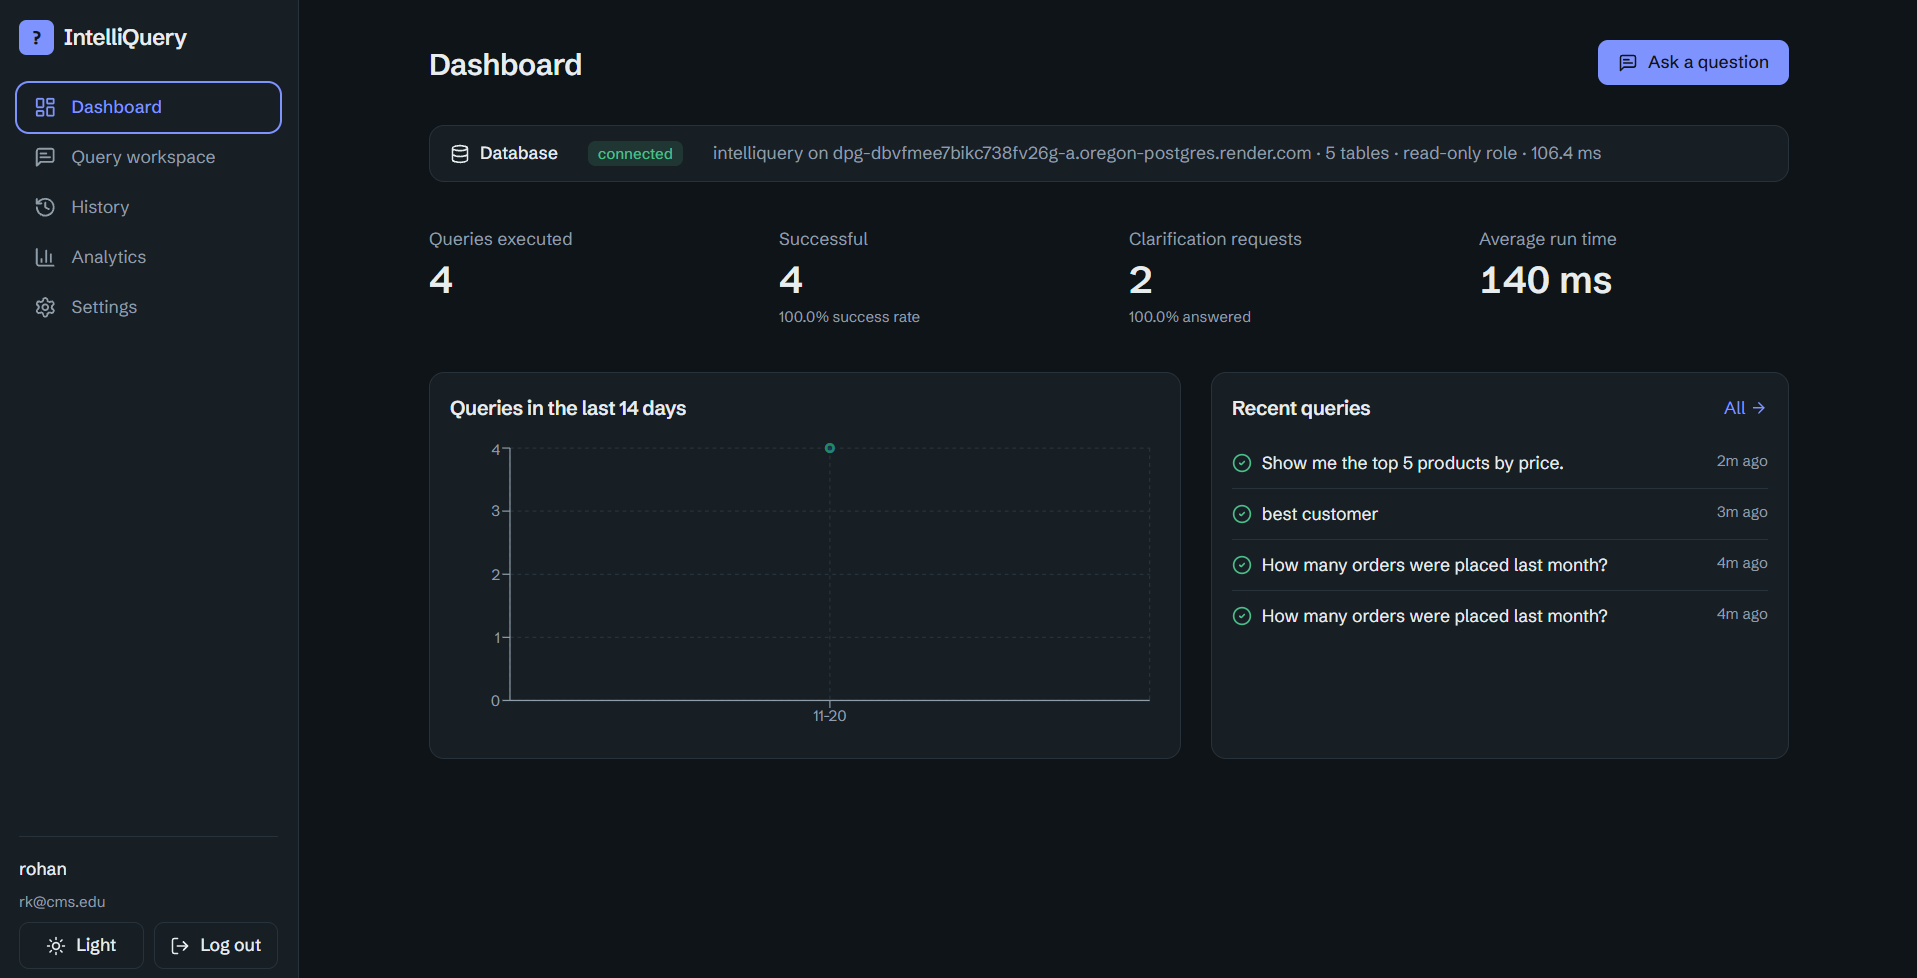 ? IntelliQuery
Dashboard
Query workspace
History
Analytics
Settings
rohan
rk@cms.edu
Light
Log out
Dashboard
Ask a question
Database connected intelliquery on dpg-dbvfmee7bikc738fv26g-a.oregon-postgres.render.com · 5 tables · read-only role · 106.4 ms
Queries executed
4
Successful
4
100.0% success rate
Clarification requests
2
100.0% answered
Average run time
140 ms
Queries in the last 14 days
4
3
2
1
0
11-20
Recent queries
All →
Show me the top 5 products by price. 2m ago
best customer 3m ago
How many orders were placed last month? 4m ago
How many orders were placed last month? 4m ago